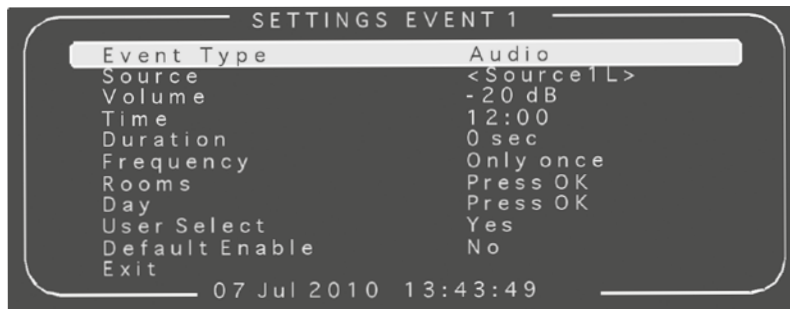 SETTINGS EVENT 1
Event Type Audio
Source <Source1L>
Volume -20 dB
Time 12:00
Duration 0 sec
Frequency Only once
Rooms Press OK
Day Press OK
User Select Yes
Default Enable No
Exit
07 Jul 2010 13:43:49